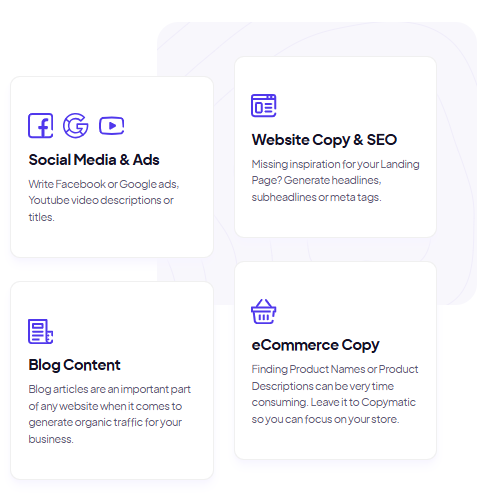 Social Media & Ads
Write Facebook or Google ads,
Youtube video descriptions or
titles.
Website Copy & SEO
Missing inspiration for your Landing
Page? Generate headlines,
subheadlines or meta tags.
Blog Content
Blog articles are an important part
of any website when it comes to
generate organic traffic for your
business.
eCommerce Copy
Finding Product Names or Product
Descriptions can be very time
consuming. Leave it to Copymatic
so you can focus on your store.